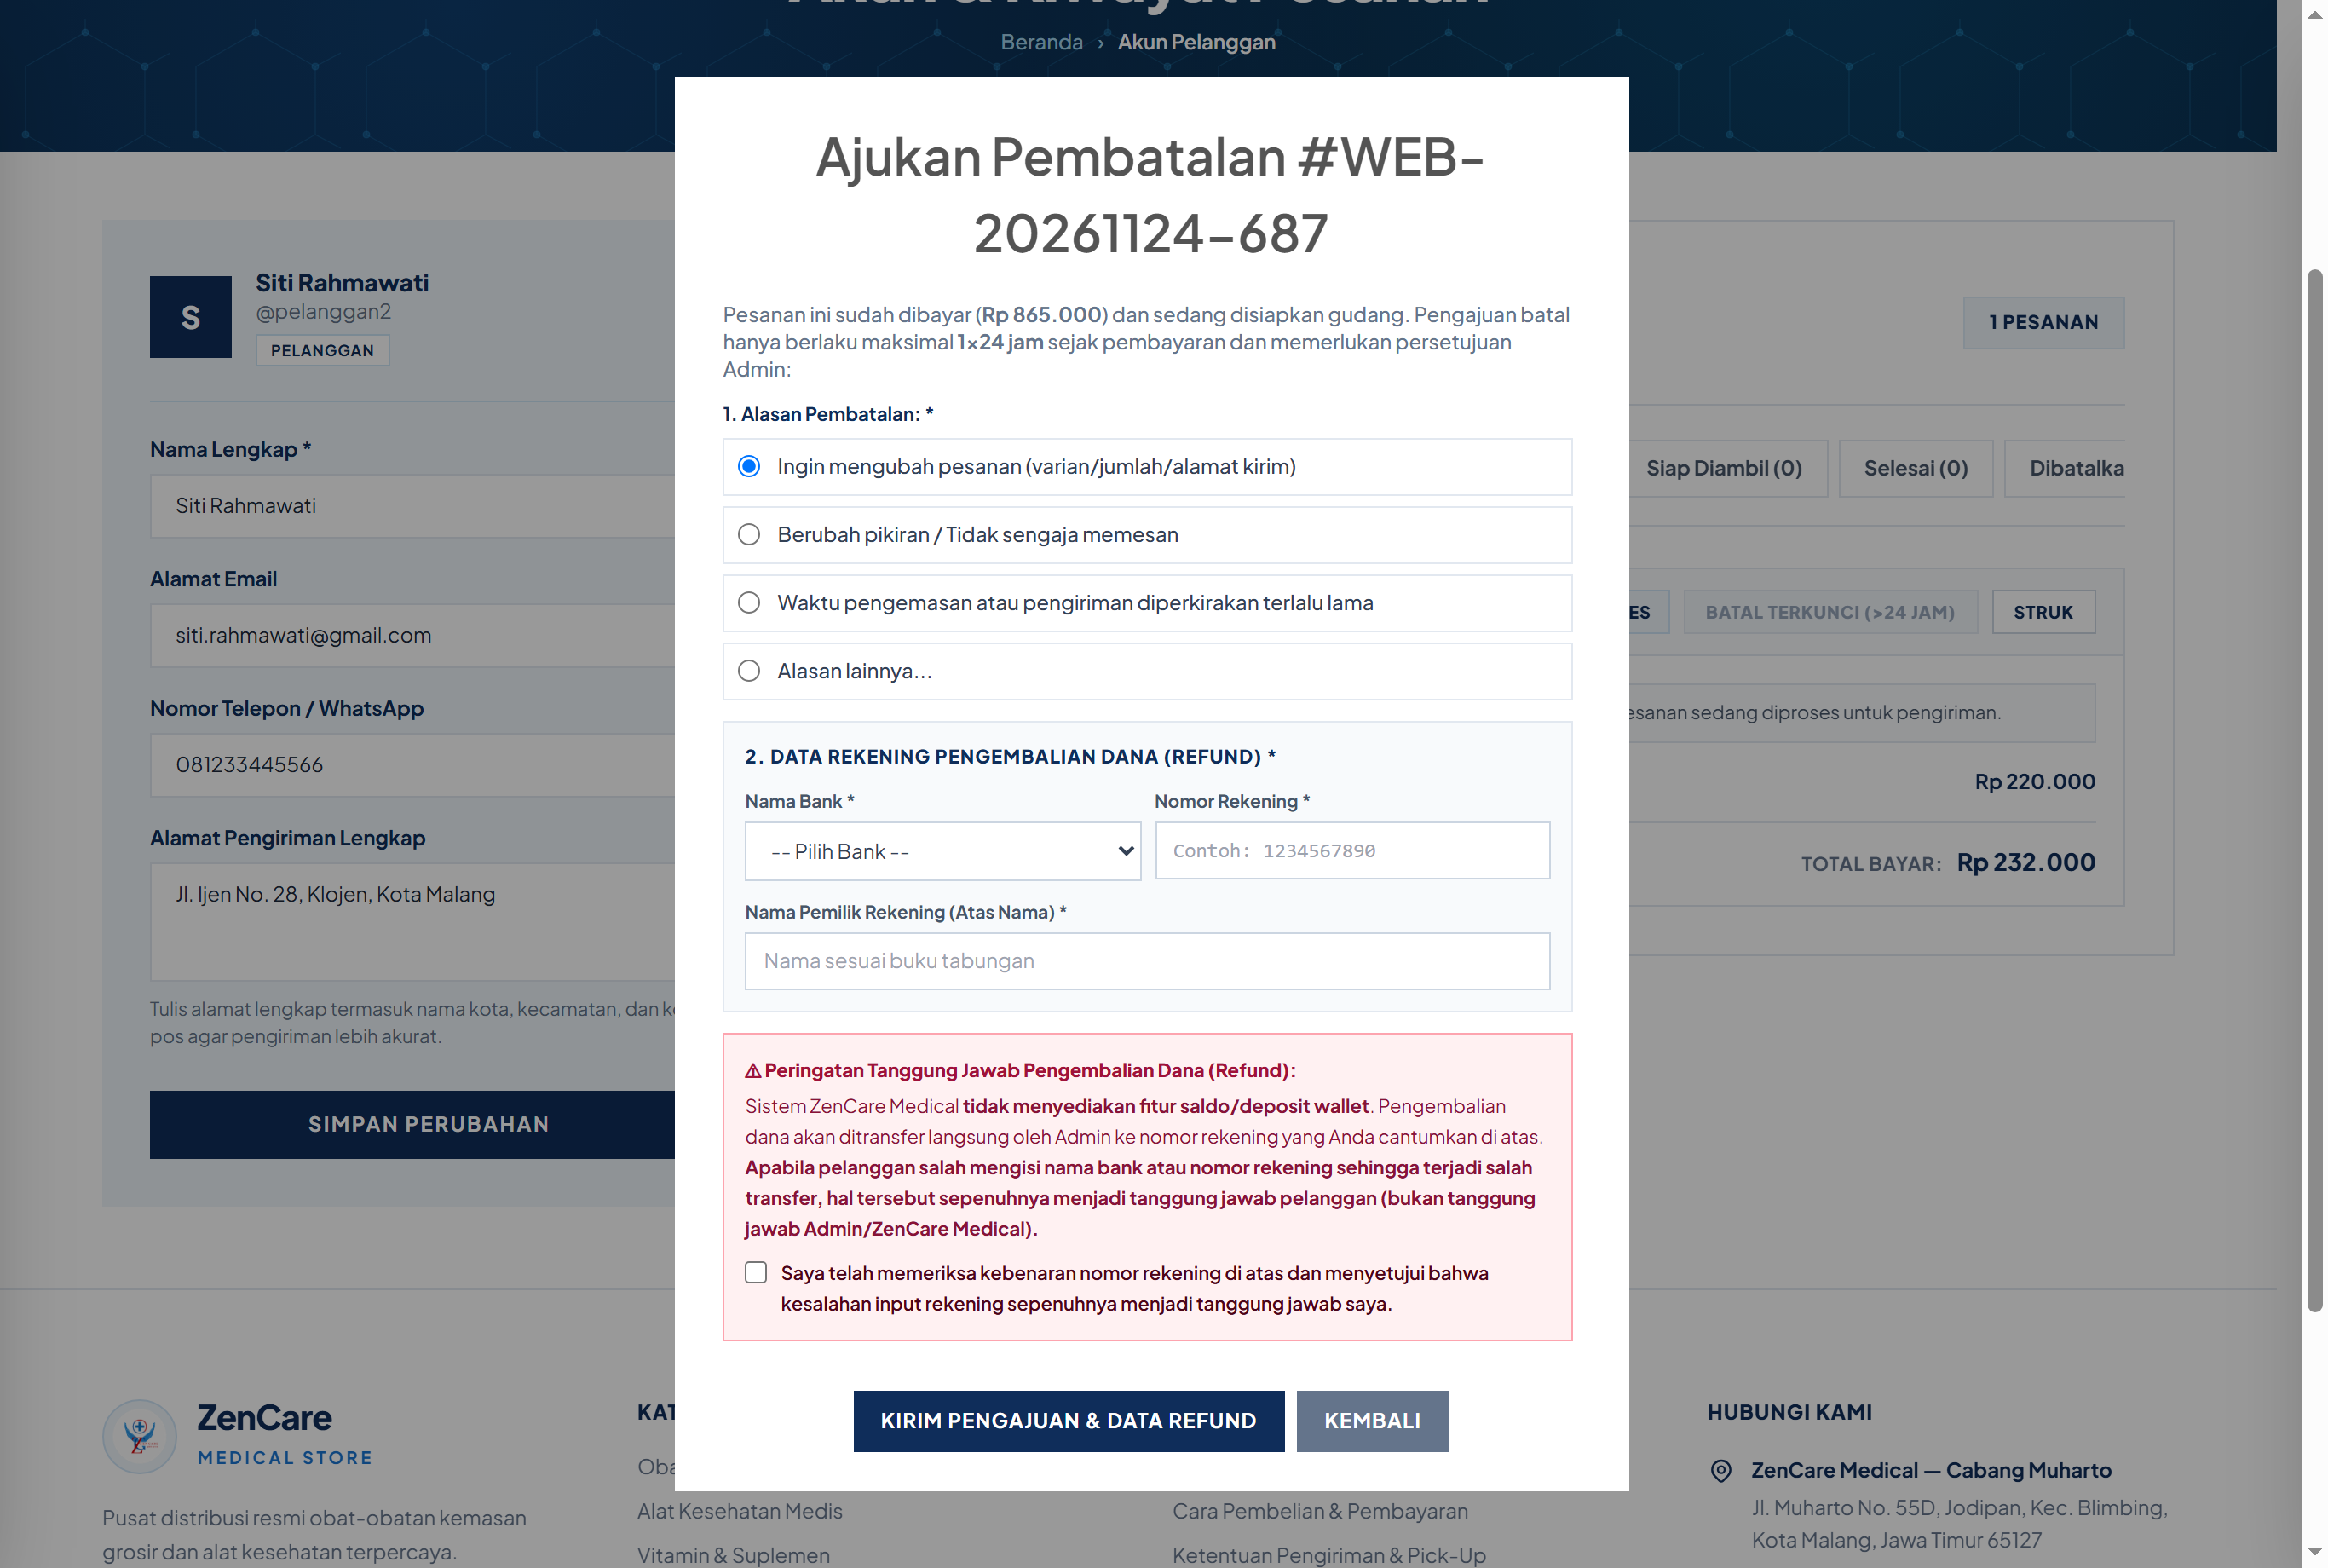 Beranda › Akun Pelanggan
Ajukan Pembatalan #WEB-
20261124-687
Pesanan ini sudah dibayar (Rp 865.000) dan sedang disiapkan gudang. Pengajuan batal
hanya berlaku maksimal 1×24 jam sejak pembayaran dan memerlukan persetujuan
Admin:
1. Alasan Pembatalan: *
Ingin mengubah pesanan (varian/jumlah/alamat kirim)
Berubah pikiran / Tidak sengaja memesan
Waktu pengemasan atau pengiriman diperkirakan terlalu lama
Alasan lainnya...
2. DATA REKENING PENGEMBALIAN DANA (REFUND) *
Nama Bank *
Nomor Rekening *
-- Pilih Bank --
Contoh: 1234567890
Nama Pemilik Rekening (Atas Nama) *
Nama sesuai buku tabungan
⚠ Peringatan Tanggung Jawab Pengembalian Dana (Refund):
Sistem ZenCare Medical tidak menyediakan fitur saldo/deposit wallet. Pengembalian
dana akan ditransfer langsung oleh Admin ke nomor rekening yang Anda cantumkan di atas.
Apabila pelanggan salah mengisi nama bank atau nomor rekening sehingga terjadi salah
transfer, hal tersebut sepenuhnya menjadi tanggung jawab pelanggan (bukan tanggung
jawab Admin/ZenCare Medical).
Saya telah memeriksa kebenaran nomor rekening di atas dan menyetujui bahwa
kesalahan input rekening sepenuhnya menjadi tanggung jawab saya.
KIRIM PENGAJUAN & DATA REFUND
KEMBALI
S
Siti Rahmawati
@pelanggan2
PELANGGAN
Nama Lengkap *
Siti Rahmawati
Alamat Email
siti.rahmawati@gmail.com
Nomor Telepon / WhatsApp
081233445566
Alamat Pengiriman Lengkap
Jl. Ijen No. 28, Klojen, Kota Malang
Tulis alamat lengkap termasuk nama kota, kecamatan, dan
pos agar pengiriman lebih akurat.
SIMPAN PERUBAHAN
1 PESANAN
Siap Diambil (0)
Selesai (0)
Dibatalka
ES
BATAL TERKUNCI (>24 JAM)
STRUK
esanan sedang diproses untuk pengiriman.
Rp 220.000
TOTAL BAYAR: Rp 232.000
ZenCare
MEDICAL STORE
Pusat distribusi resmi obat-obatan kemasan
grosir dan alat kesehatan terpercaya.
KAT
Oba
Alat Kesehatan Medis
Vitamin & Suplemen
Cara Pembelian & Pembayaran
Ketentuan Pengiriman & Pick-Up
HUBUNGI KAMI
ZenCare Medical — Cabang Muharto
Jl. Muharto No. 55D, Jodipan, Kec. Blimbing,
Kota Malang, Jawa Timur 65127